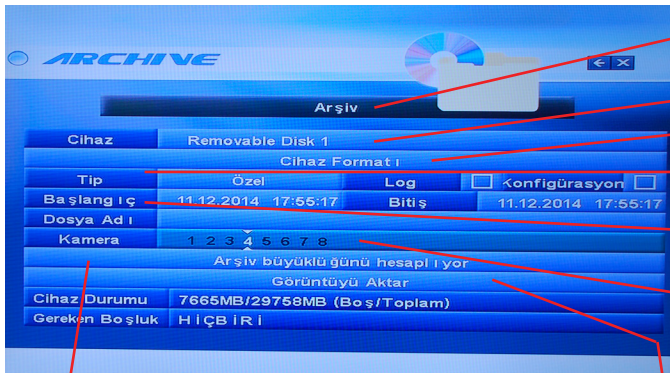 ARCHIVE
Arşiv
Cihaz Removable Disk 1
Cihaz Formatı
Tip Özel Log Konfigürasyon
Başlangıç 11.12.2014 17:55:17 Bitiş 11.12.2014 17:55:17
Dosya Adı
Kamera 1 2 3 4 5 6 7 8
Arşiv büyüklüğünü hesaplıyor
Görüntüyü Aktar
Cihaz Durumu 7665MB/29758MB (Boş/Toplam)
Gereken Boşluk HİÇBİRİ